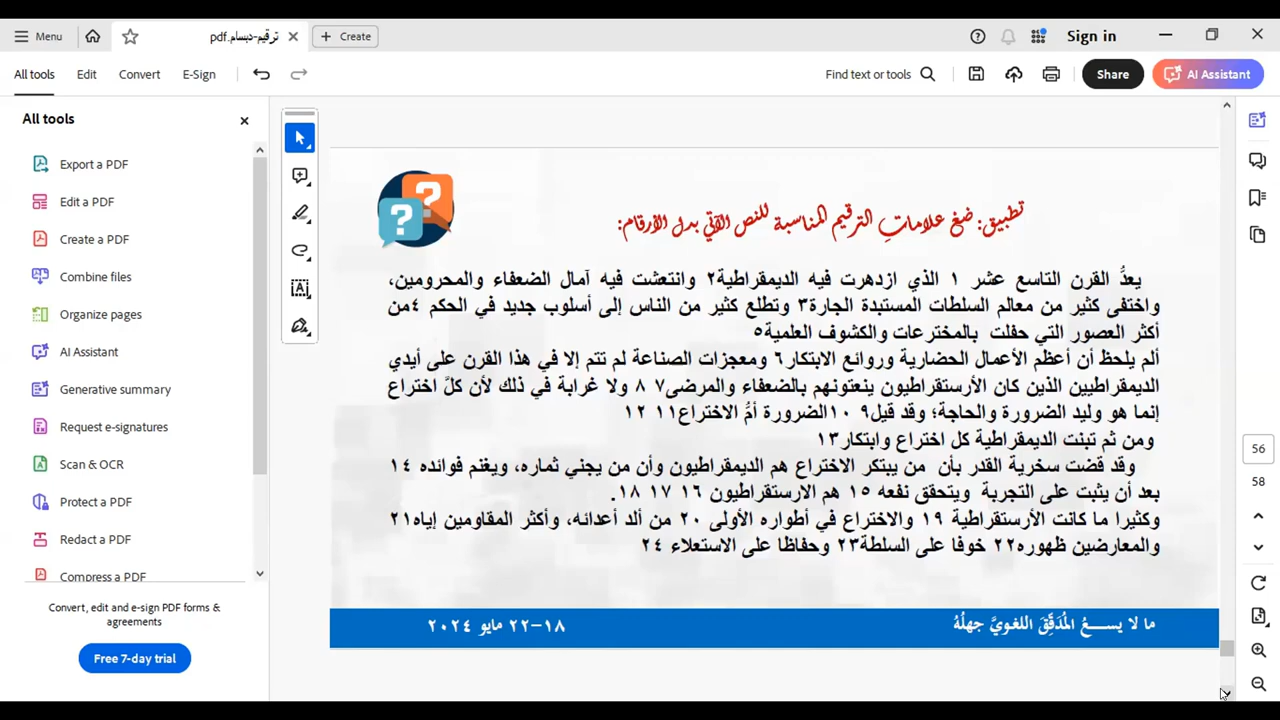 Menu
ترقيم-دبسام.pdf
Create
Sign in
All tools
Edit
Convert
E-Sign
Find text or tools
Share
AI Assistant
All tools
Export a PDF
Edit a PDF
Create a PDF
Combine files
Organize pages
AI Assistant
Generative summary
Request e-signatures
Scan & OCR
Protect a PDF
Redact a PDF
Compress a PDF
Convert, edit and e-sign PDF forms &
agreements
Free 7-day trial
تطبيق: ضع علاماتِ الترقيم المناسبة للنص الآتي بدل الأرقام:
يعدُّ القرن التاسع عشر ١ الذي ازدهرت فيه الديمقراطية٢ وانتعشت فيه آمال الضعفاء والمحرومين،
واختفى كثير من معالم السلطات المستبدة الجارة٣ وتطلع كثير من الناس إلى أسلوب جديد في الحكم ٤من
أكثر العصور التي حفلت بالمخترعات والكشوف العلمية٥
ألم يلحظ أن أعظم الأعمال الحضارية وروائع الابتكار٦ ومعجزات الصناعة لم تتم إلا في هذا القرن على أيدي
الديمقراطيين الذين كان الأرستقراطيون ينعتونهم بالضعفاء والمرضى٧ ٨ ولا غرابة في ذلك لأن كلَّ اختراع
إنما هو وليد الضرورة والحاجة؛ وقد قيل٩ ١٠الضرورة أمُّ الاختراع١١ ١٢
ومن ثم تبنت الديمقراطية كل اختراع وابتكار١٣
وقد قضت سخرية القدر بأن من يبتكر الاختراع هم الديمقراطيون وأن من يجني ثماره، ويغنم فوائده ١٤
بعد أن يثبت على التجربة ويتحقق نفعه ١٥ هم الارستقراطيون ١٦ ١٧ ١٨.
وكثيرا ما كانت الأرستقراطية ١٩ والاختراع في أطواره الأولى ٢٠ من ألد أعدائه، وأكثر المقاومين إياه٢١
والمعارضين ظهوره٢٢ خوفا على السلطة٢٣ وحفاظا على الاستعلاء ٢٤
ما لا يســعُ المُدَقِّقَ اللغويَّ جهلُهُ
١٨-٢٢ مايو ٢٠٢٤
56
58